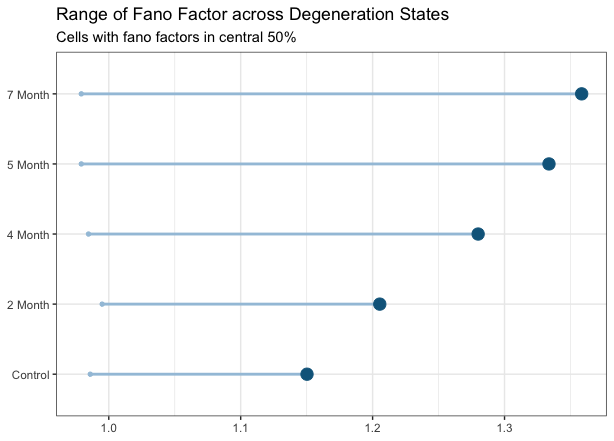 Range of Fano Factor across Degeneration States
Cells with fano factors in central 50%
7 Month
5 Month
4 Month
2 Month
Control
1.0 1.1 1.2 1.3